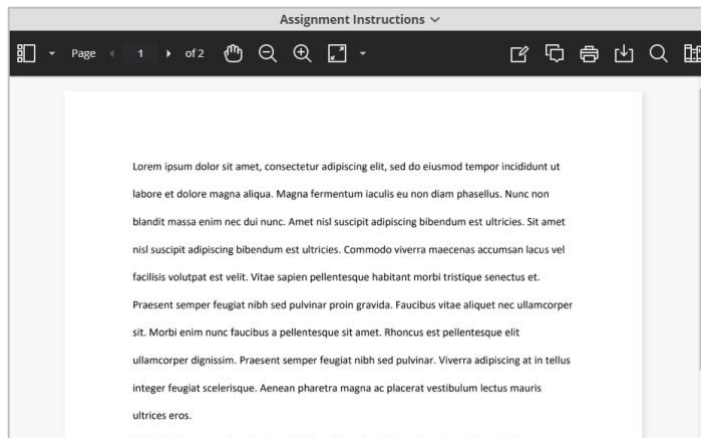 Assignment Instructions
Page 1 of 2
Lorem ipsum dolor sit amet, consectetur adipiscing elit, sed do eiusmod tempor incididunt ut
labore et dolore magna aliqua. Magna fermentum iaculis eu non diam phasellus. Nunc non
blandit massa enim nec dui nunc. Amet nisl suscipit adipiscing bibendum est ultricies. Sit amet
nisl suscipit adipiscing bibendum est ultricies. Commodo viverra maecenas accumsan lacus vel
facilisis volutpat est velit. Vitae sapien pellentesque habitant morbi tristique senectus et.
Praesent semper feugiat nibh sed pulvinar proin gravida. Faucibus vitae aliquet nec ullamcorper
sit. Morbi enim nunc faucibus a pellentesque sit amet. Rhoncus est pellentesque elit
ullamcorper dignissim. Praesent semper feugiat nibh sed pulvinar. Viverra adipiscing at in tellus
integer feugiat scelerisque. Aenean pharetra magna ac placerat vestibulum lectus mauris
ultrices eros.